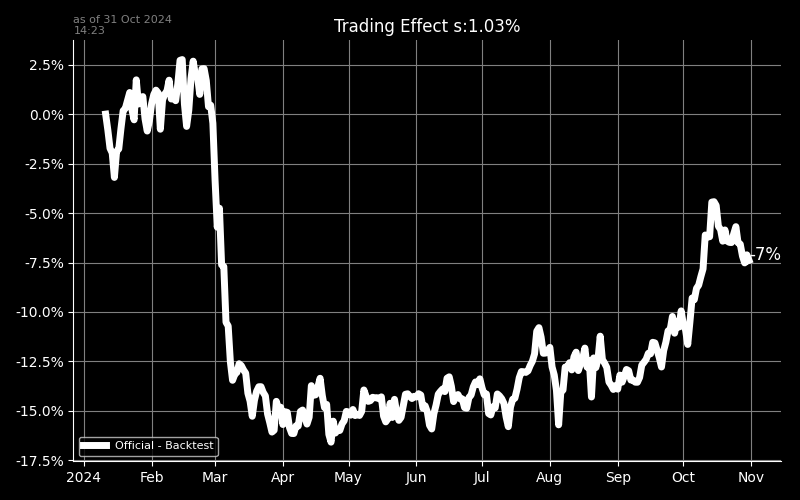 as of 31 Oct 2024
14:23
Trading Effect s:1.03%
2.5%
0.0%
-2.5%
-5.0%
-7.5%
-10.0%
-12.5%
-15.0%
-17.5%
-7%
Official - Backtest
2024 Feb Mar Apr May Jun Jul Aug Sep Oct Nov